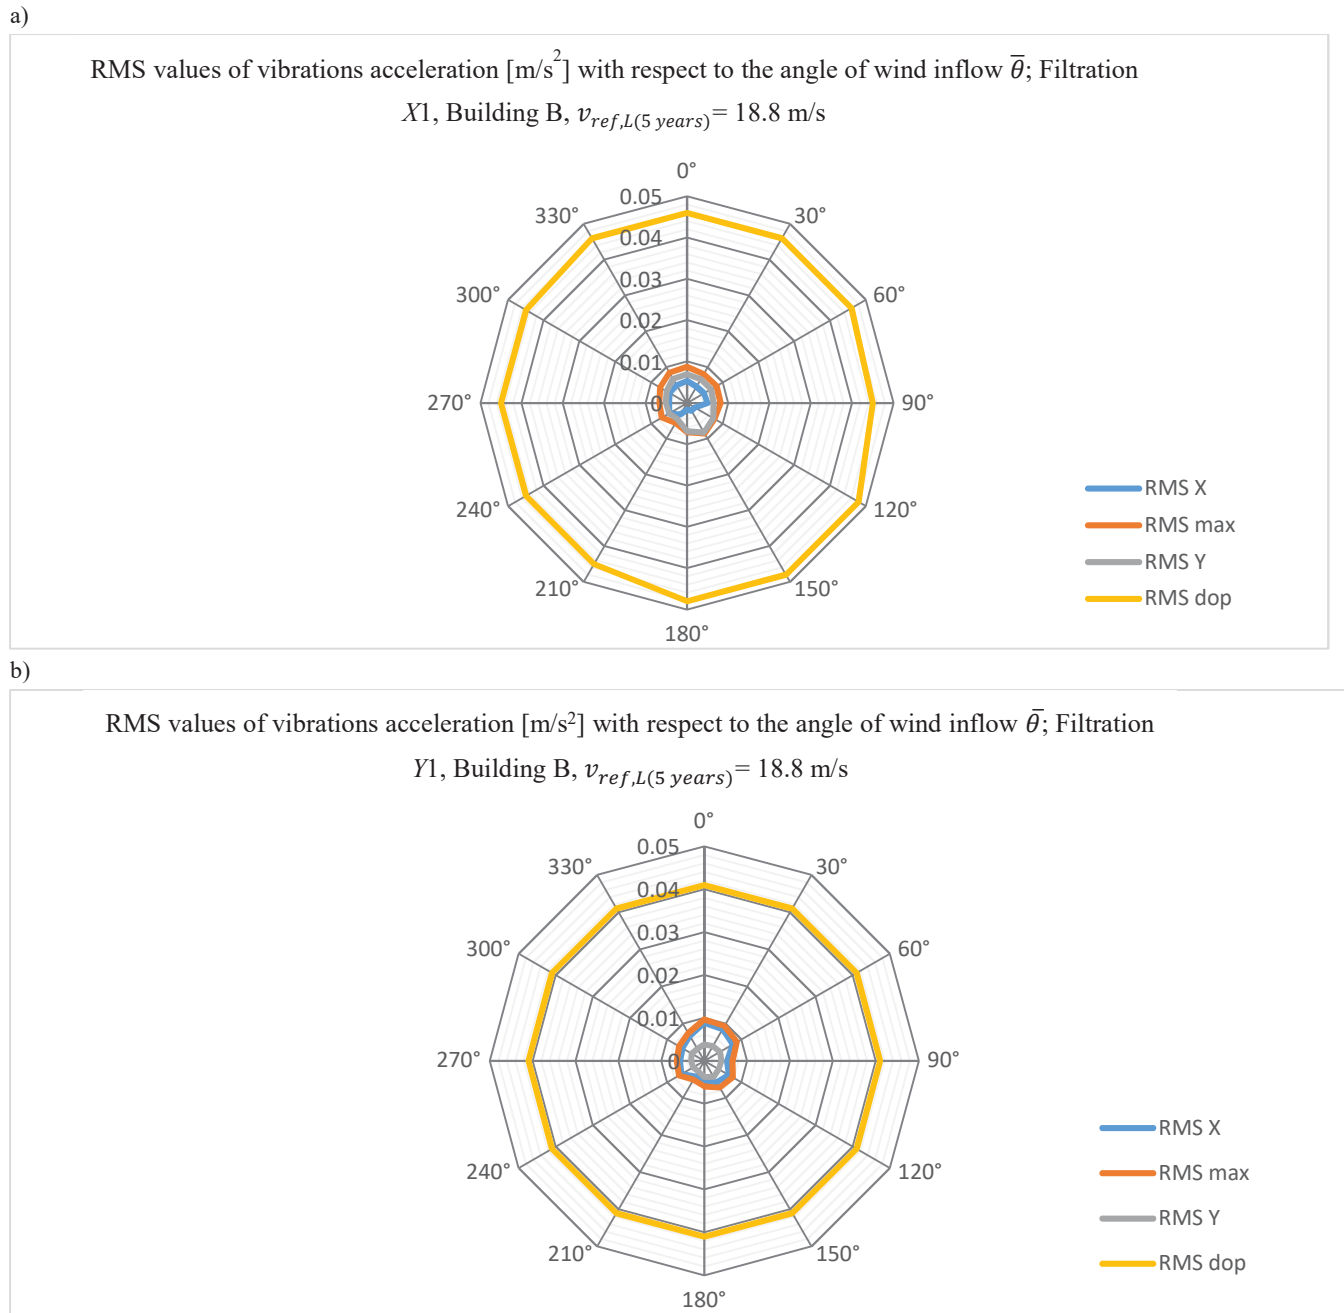 a)
RMS values of vibrations acceleration [m/s²] with respect to the angle of wind inflow θ̅; Filtration
X1, Building B, v_ref,L(5 years) = 18.8 m/s
0°
0.05
330°
30°
0.04
0.03
300°
60°
0.02
0.01
270°
0
90°
240°
120°
210°
150°
180°
RMS X
RMS max
RMS Y
RMS dop
b)
RMS values of vibrations acceleration [m/s²] with respect to the angle of wind inflow θ̅; Filtration
Y1, Building B, v_ref,L(5 years) = 18.8 m/s
0°
0.05
330°
30°
0.04
0.03
300°
60°
0.02
0.01
270°
0
90°
240°
120°
210°
150°
180°
RMS X
RMS max
RMS Y
RMS dop